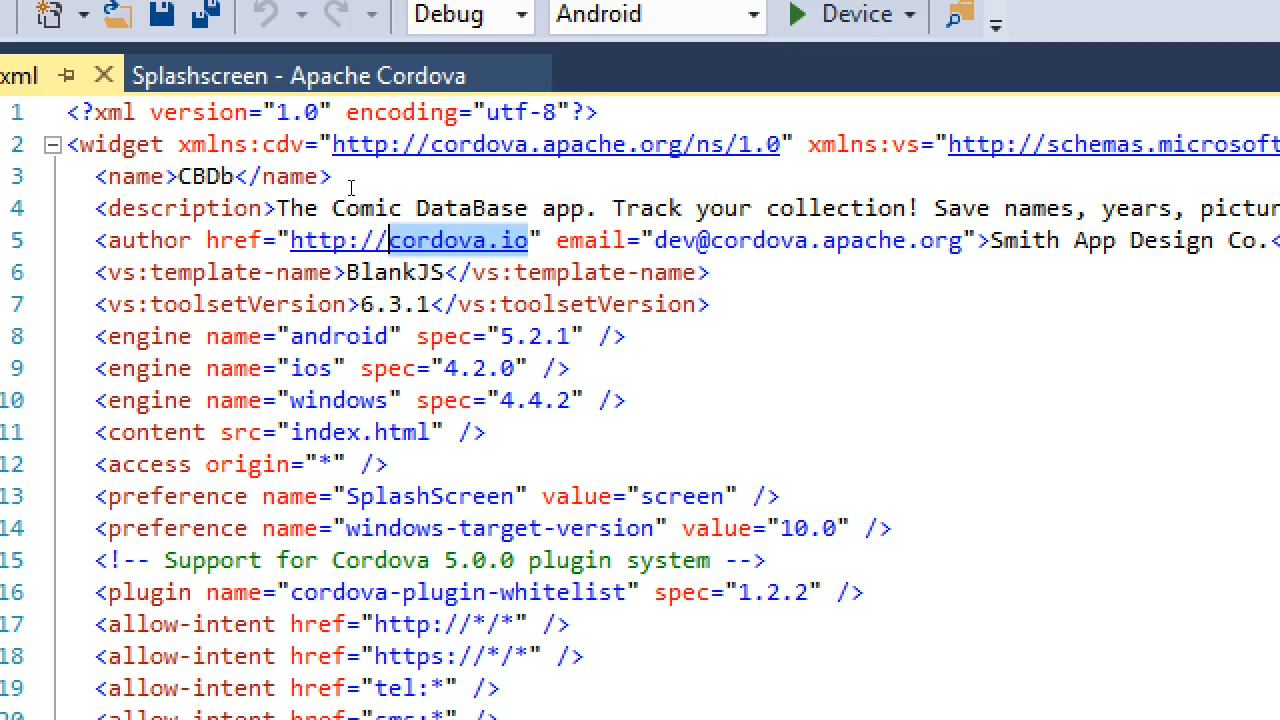 Debug Android Device
xml Splashscreen - Apache Cordova
1 <?xml version="1.0" encoding="utf-8"?>
2 <widget xmlns:cdv="http://cordova.apache.org/ns/1.0" xmlns:vs="http://schemas.microsoft
3 <name>CBDb</name>
4 <description>The Comic DataBase app. Track your collection! Save names, years, pictur
5 <author href="http://cordova.io" email="dev@cordova.apache.org">Smith App Design Co.<
6 <vs:template-name>BlankJS</vs:template-name>
7 <vs:toolsetVersion>6.3.1</vs:toolsetVersion>
8 <engine name="android" spec="5.2.1" />
9 <engine name="ios" spec="4.2.0" />
10 <engine name="windows" spec="4.4.2" />
11 <content src="index.html" />
12 <access origin="*" />
13 <preference name="SplashScreen" value="screen" />
14 <preference name="windows-target-version" value="10.0" />
15 <!-- Support for Cordova 5.0.0 plugin system -->
16 <plugin name="cordova-plugin-whitelist" spec="1.2.2" />
17 <allow-intent href="http://*/*" />
18 <allow-intent href="https://*/*" />
19 <allow-intent href="tel:*" />
20 <allow-intent href="sms:*" />